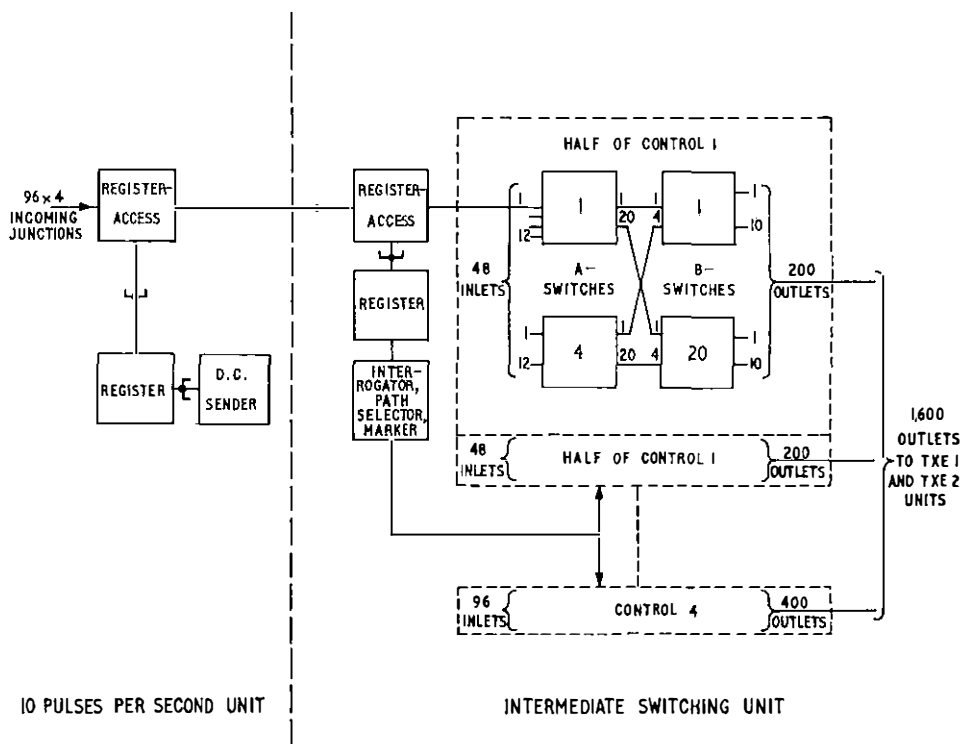 HALF OF CONTROL 1
96×4
INCOMING
JUNCTIONS
REGISTER-
ACCESS
REGISTER-
ACCESS
1
12
48
INLETS
1
1
20
1
4
1
1
10
A-
SWITCHES
B-
SWITCHES
200
OUTLETS
REGISTER
1
12
4
1
20
1
4
20
1
10
REGISTER
D.C.
SENDER
INTER-
ROGATOR,
PATH
SELECTOR,
MARKER
48
INLETS
HALF OF CONTROL 1
200
OUTLETS
1,600
OUTLETS
TO TXE 1
AND TXE 2
UNITS
96
INLETS
CONTROL 4
400
OUTLETS
10 PULSES PER SECOND UNIT
INTERMEDIATE SWITCHING UNIT